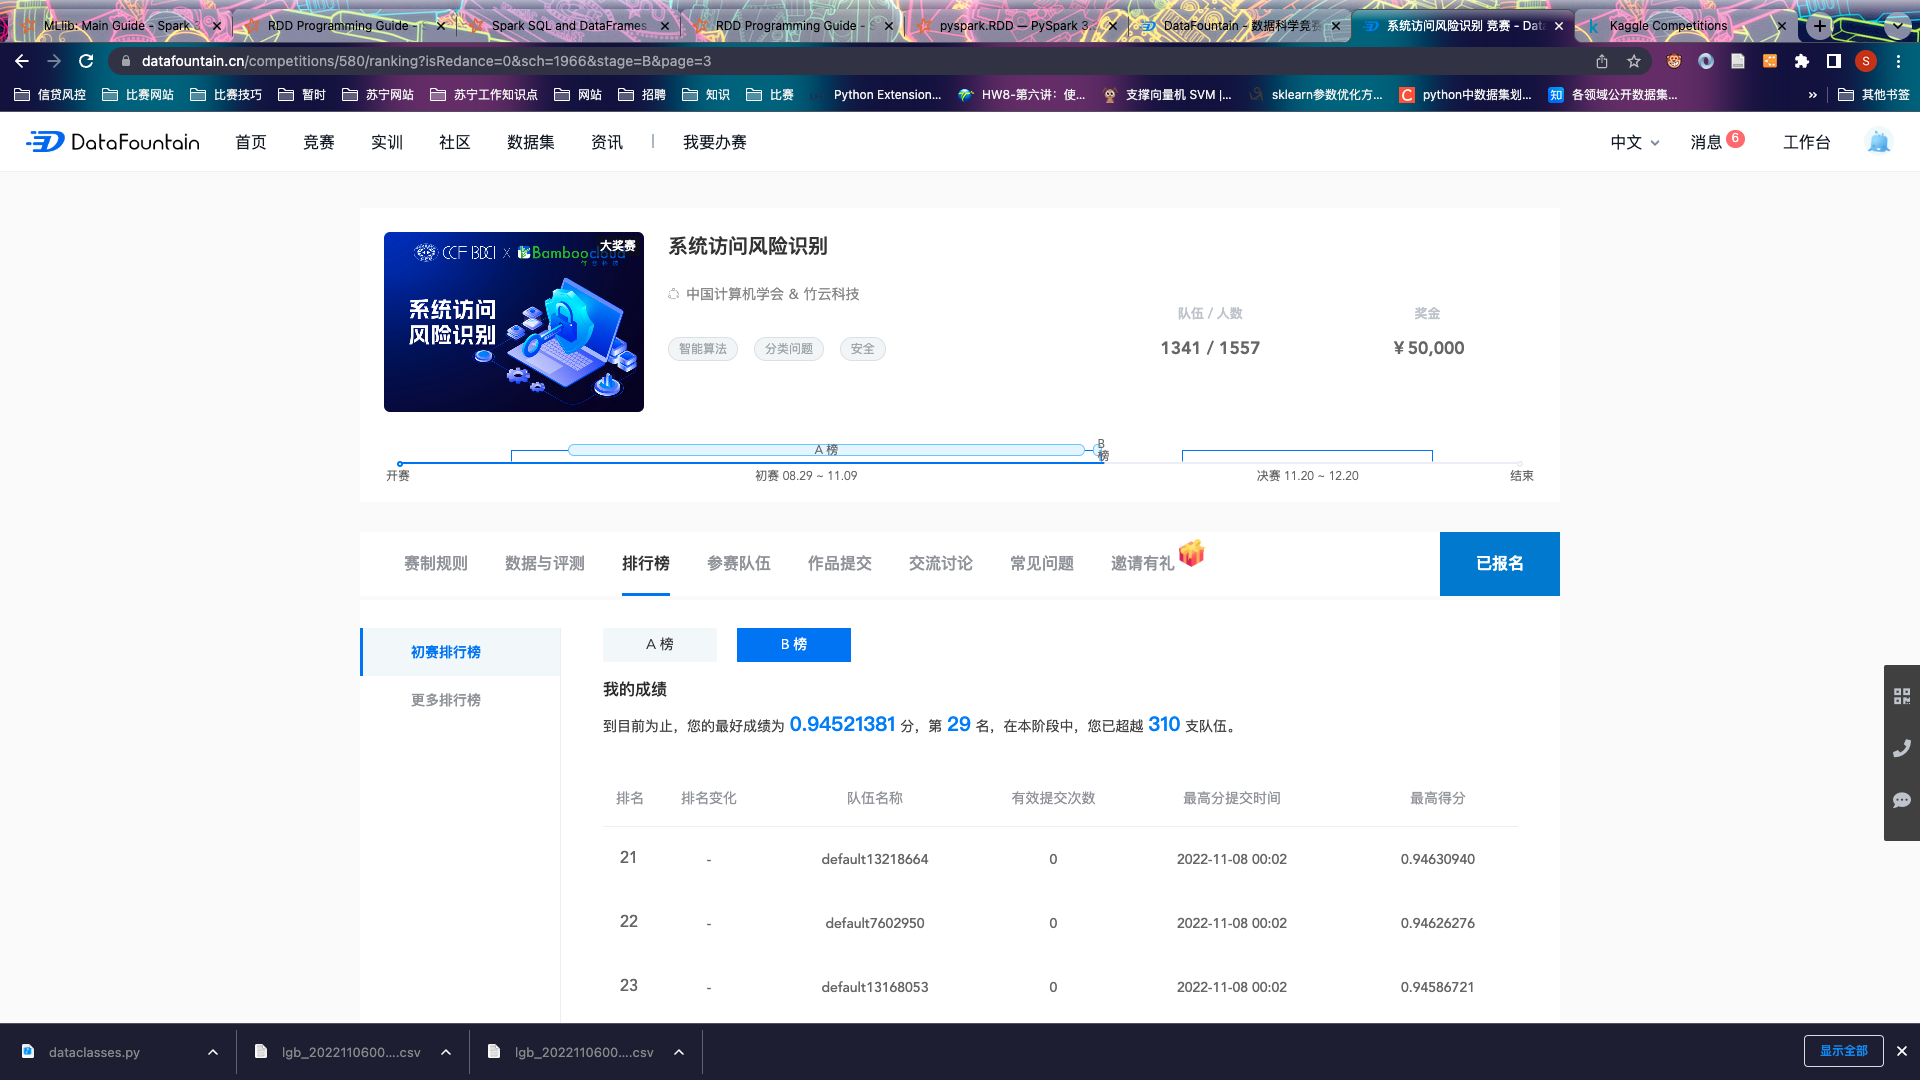 MLlib: Main Guide - Spark 3
RDD Programming Guide -
Spark SQL and DataFrames
RDD Programming Guide - S
pyspark.RDD — PySpark 3.
DataFountain - 数据科学竞赛
系统访问风险识别 竞赛 - Data
Kaggle Competitions
datafountain.cn/competitions/580/ranking?isRedance=0&sch=1966&stage=B&page=3
S
信贷风控
比赛网站
比赛技巧
暂时
苏宁网站
苏宁工作知识点
网站
招聘
知识
比赛
Python Extension...
HW8-第六讲：使...
支撑向量机 SVM |...
sklearn参数优化方...
C python中数据集划...
知 各领域公开数据集...
»
其他书签
DataFountain
首页
竞赛
实训
社区
数据集
资讯
|
我要办赛
中文
消息 6
工作台
CCF BDCI X Bamboocloud
竹云科技
大奖赛
系统访问
风险识别
系统访问风险识别
中国计算机学会 & 竹云科技
智能算法
分类问题
安全
队伍 / 人数
1341 / 1557
奖金
¥ 50,000
A 榜
B
榜
开赛
初赛 08.29 ~ 11.09
决赛 11.20 ~ 12.20
结束
赛制规则
数据与评测
排行榜
参赛队伍
作品提交
交流讨论
常见问题
邀请有礼
已报名
初赛排行榜
更多排行榜
A 榜
B 榜
我的成绩
到目前为止，您的最好成绩为 0.94521381 分，第 29 名，在本阶段中，您已超越 310 支队伍。
排名 排名变化 队伍名称 有效提交次数 最高分提交时间 最高得分
21 - default13218664 0 2022-11-08 00:02 0.94630940
22 - default7602950 0 2022-11-08 00:02 0.94626276
23 - default13168053 0 2022-11-08 00:02 0.94586721
dataclasses.py
lgb_2022110600....csv
lgb_2022110600....csv
显示全部